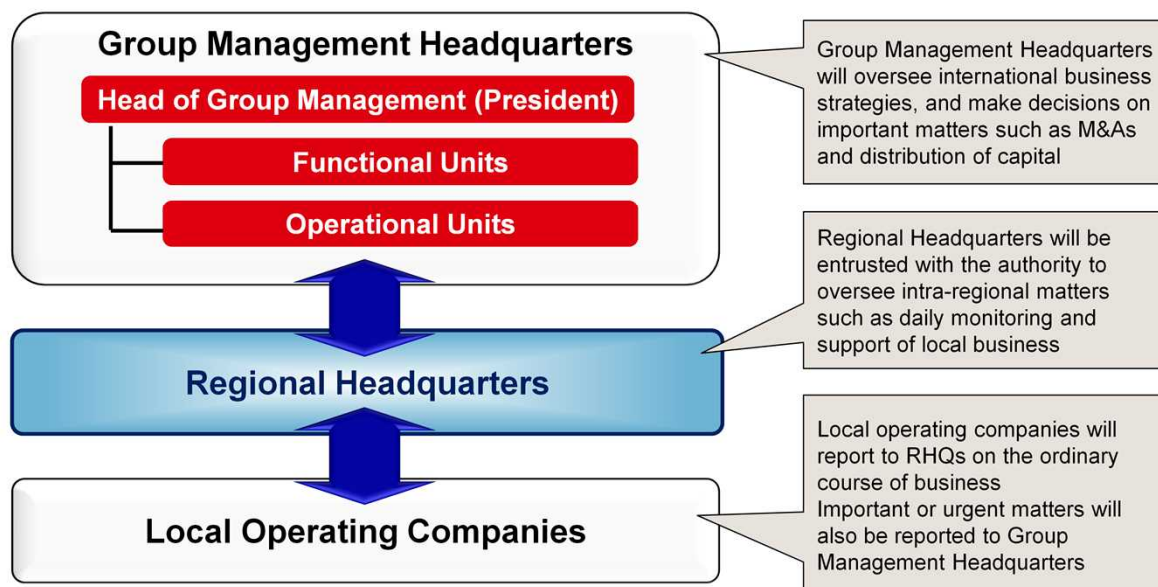 Group Management Headquarters
Head of Group Management (President)
Functional Units
Operational Units
Group Management Headquarters
will oversee international business
strategies, and make decisions on
important matters such as M&As
and distribution of capital
Regional Headquarters
Regional Headquarters will be
entrusted with the authority to
oversee intra-regional matters
such as daily monitoring and
support of local business
Local Operating Companies
Local operating companies will
report to RHQs on the ordinary
course of business
Important or urgent matters will
also be reported to Group
Management Headquarters